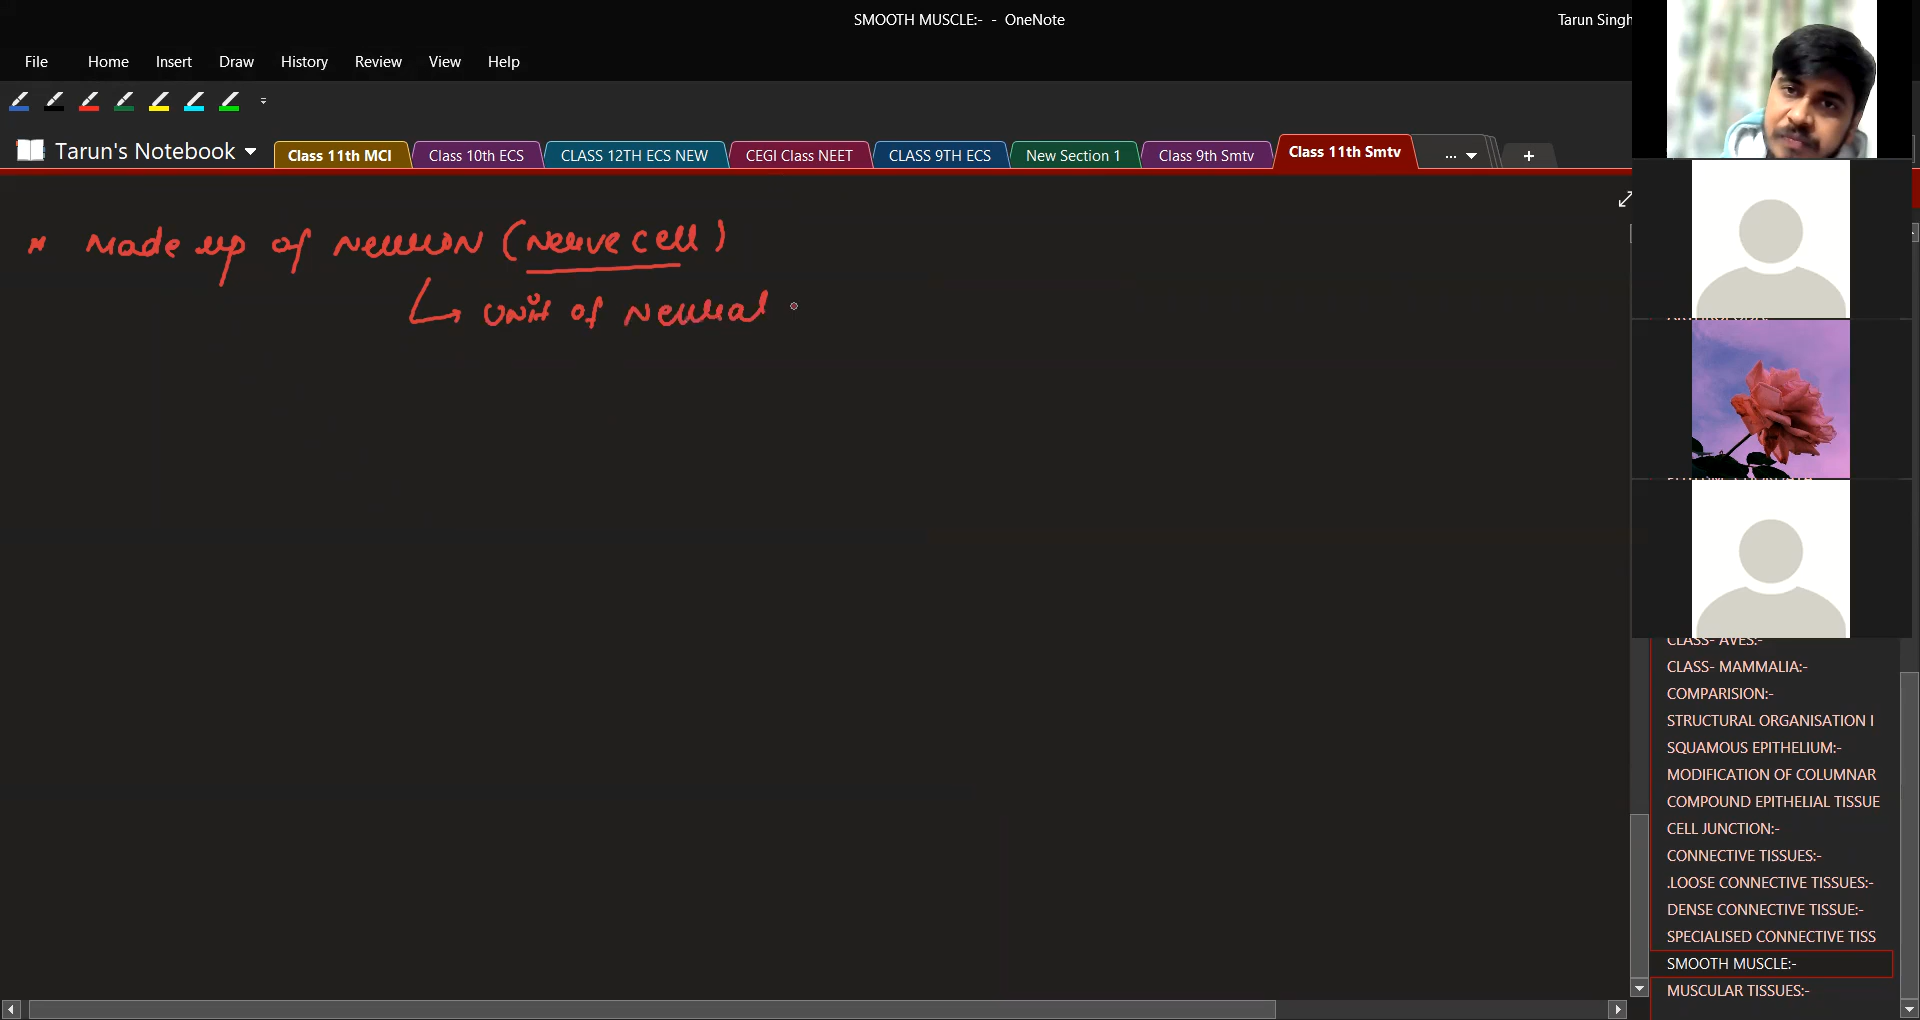 SMOOTH MUSCLE:- - OneNote
Tarun Singh
File Home Insert Draw History Review View Help
Tarun's Notebook
Class 11th MCI
Class 10th ECS
CLASS 12TH ECS NEW
CEGI Class NEET
CLASS 9TH ECS
New Section 1
Class 9th Smtv
Class 11th Smtv
...
+
* Made up of neuron (nerve cell)
unit of neural
CLASS- AVES:-
CLASS- MAMMALIA:-
COMPARISION:-
STRUCTURAL ORGANISATION I
SQUAMOUS EPITHELIUM:-
MODIFICATION OF COLUMNAR
COMPOUND EPITHELIAL TISSUE
CELL JUNCTION:-
CONNECTIVE TISSUES:-
.LOOSE CONNECTIVE TISSUES:-
DENSE CONNECTIVE TISSUE:-
SPECIALISED CONNECTIVE TISS
SMOOTH MUSCLE:-
MUSCULAR TISSUES:-